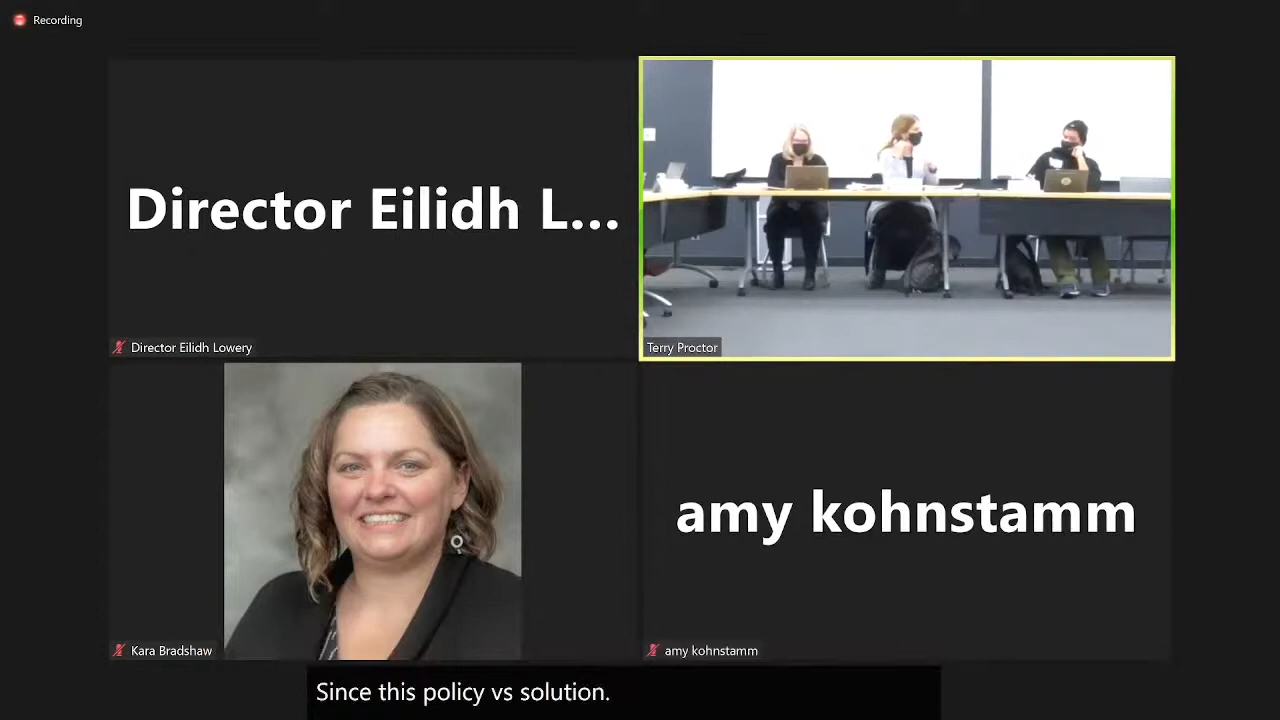 Recording
Director Eilidh L...
Director Eilidh Lowery
Terry Proctor
Kara Bradshaw
amy kohnstamm
amy kohnstamm
Since this policy vs solution.